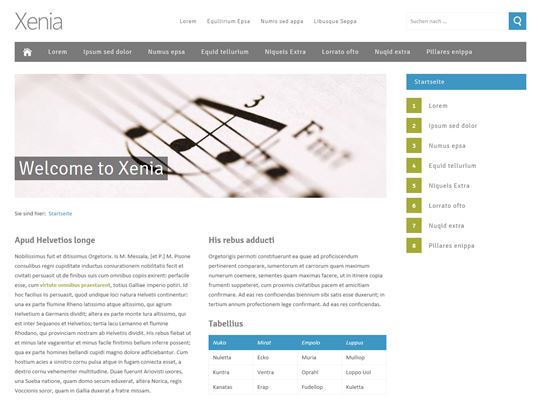 Xenia
Lorem Equilirium Epsa Numis sed appa Libusque Seppa
Suchen nach ...
Lorem Ipsum sed dolor Numus epsa Equid tellurium Niqueis Extra Lorrato ofto Nuqid extra Pillares enippa
3
Fm
Welcome to Xenia
Startseite
1 Lorem
2 Ipsum sed dolor
3 Numus epsa
4 Equid tellurium
5 Niqueis Extra
6 Lorrato ofto
7 Nuqid extra
8 Pillares enippa
Sie sind hier: Startseite
Apud Helvetios longe
Nobilissimus fuit et ditissimus Orgetorix. Is M. Messala, [et P.] M. Pisone
consulibus regni cupiditate inductus coniurationem nobilitatis fecit et
civitati persuasit ut de finibus suis cum omnibus copiis exirent: perfacile
esse, cum virtute omnibus praestarent, totius Galliae imperio potiri. Id
hoc facilius iis persuasit, quod undique loci natura Helvetii continentur:
una ex parte flumine Rheno latissimo atque altissimo, qui agrum
Helvetium a Germanis dividit; altera ex parte monte Iura altissimo, qui
est inter Sequanos et Helvetios; tertia lacu Lemanno et flumine
Rhodano, qui provinciam nostram ab Helvetiis dividit. His rebus fiebat ut
et minus late vagarentur et minus facile finitimis bellum inferre possent;
qua ex parte homines bellandi cupidi magno dolore adficiebantur. Cum
hostium acies a sinistro cornu pulsa atque in fugam coniecta esset, a
dextro cornu vehementer multitudine. Duae fuerunt Ariovisti uxores,
una Sueba natione, quam domo secum eduxerat, altera Norica, regis
Voccionis soror, quam in Gallia duxerat a fratre missam.
His rebus adducti
Orgetorigis permoti constituerunt ea quae ad proficiscendum
pertinerent comparare, iumentorum et carrorum quam maximum
numerum coemere, sementes quam maximas facere, ut in itinere copia
frumenti suppeteret, cum proximis civitatibus pacem et amicitiam
confirmare. Ad eas res conficiendas biennium sibi satis esse duxerunt; in
tertium annum profectionem lege confirmant. Ad eas res conficiendas.
Tabellius
Nukis Mirat Empolo Luppus
Nuletta Ecko Muria Mulliop
Kuntra Ventra Oprahl Loppo Uol
Kanatas Erap Fudellop Kuletta